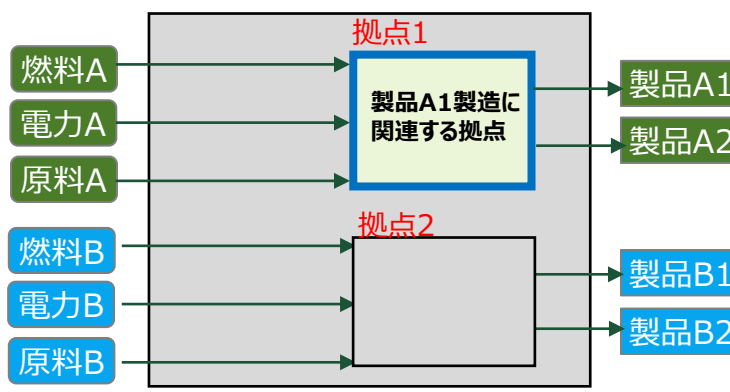 拠点1
燃料A
電力A
原料A
製品A1製造に
関連する拠点
製品A1
製品A2
拠点2
燃料B
電力B
原料B
製品B1
製品B2